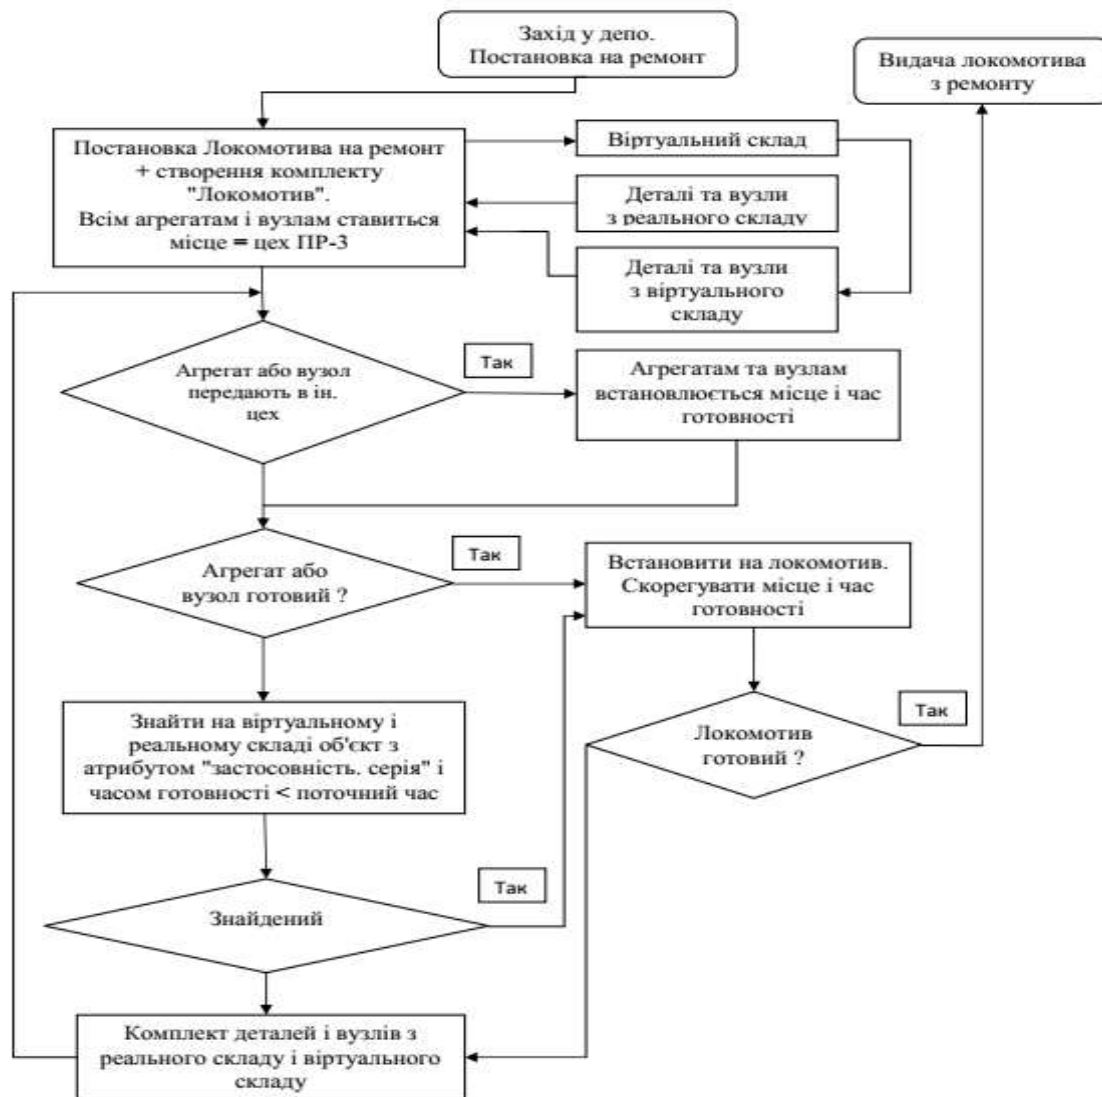 Захід у депо.
Постановка на ремонт
Видача локомотива
з ремонту
Постановка Локомотива на ремонт
+ створення комплекту
"Локомотив".
Всім агрегатам і вузлам ставиться
місце = цех ПР-3
Віртуальний склад
Деталі та вузли
з реального складу
Деталі та вузли
з віртуального
складу
Агрегат або вузол
передають в ін.
цех
Так
Агрегатам та вузлам
встановлюється місце і час
готовності
Агрегат або
вузол готовий ?
Так
Встановити на локомотив.
Скорегувати місце і час
готовності
Знайти на віртуальному і
реальному складі об'єкт з
атрибутом "застосовність. серія" і
часом готовності < поточний час
Локомотив
готовий ?
Так
Знайдений
Так
Комплект деталей і вузлів з
реального складу і віртуального
складу